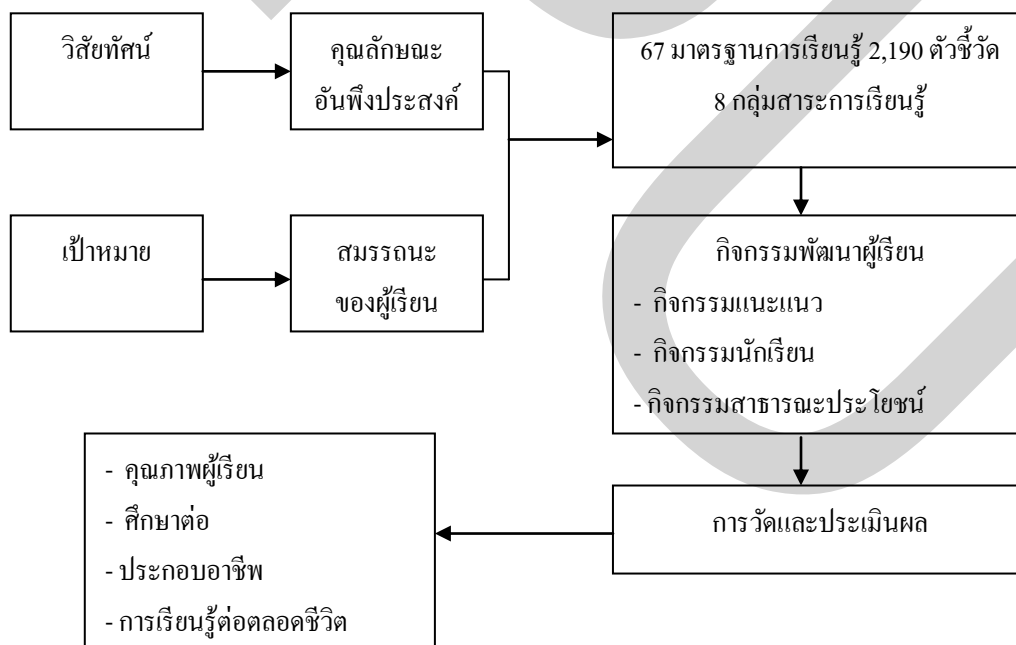 วิสัยทัศน์
คุณลักษณะ
อันพึงประสงค์
67 มาตรฐานการเรียนรู้ 2,190 ตัวชี้วัด
8 กลุ่มสาระการเรียนรู้
เป้าหมาย
สมรรถนะ
ของผู้เรียน
กิจกรรมพัฒนาผู้เรียน
- กิจกรรมแนะแนว
- กิจกรรมนักเรียน
- กิจกรรมสาธารณะประโยชน์
การวัดและประเมินผล
- คุณภาพผู้เรียน
- ศึกษาต่อ
- ประกอบอาชีพ
- การเรียนรู้ต่อตลอดชีวิต